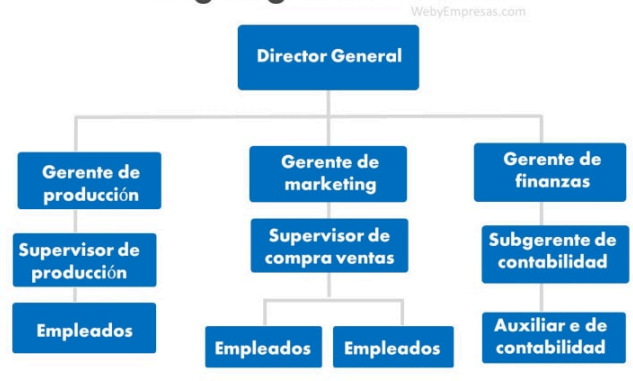 WebyEmpresas.com
Director General
Gerente de
producción
Gerente de
marketing
Gerente de
finanzas
Supervisor de
producción
Supervisor de
compra ventas
Subgerente de
contabilidad
Empleados
Empleados
Empleados
Auxiliar e de
contabilidad